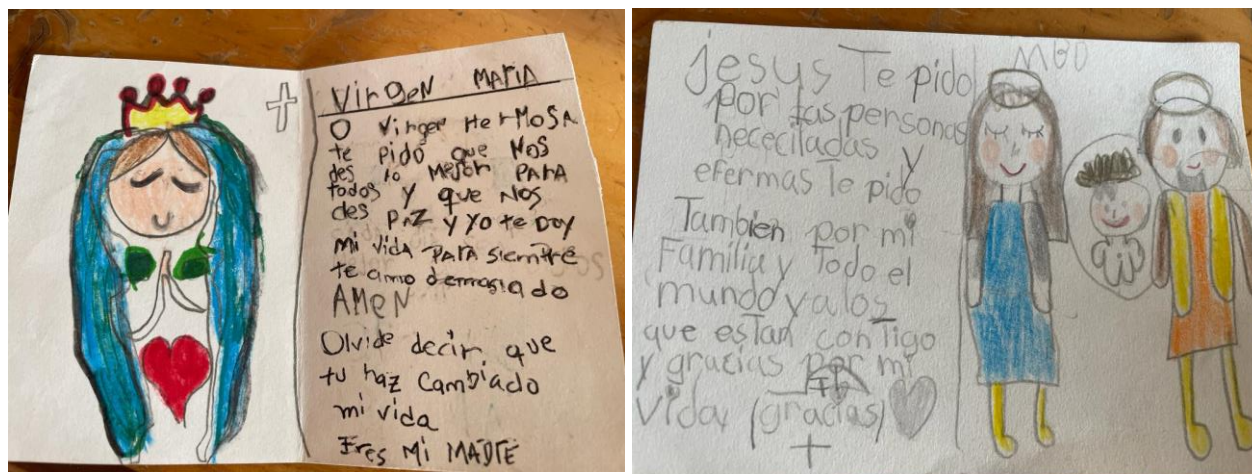 VirgeN MARIA
O Virgen HerMOSA
te pido que NOS
des lo MeJor PARA
todos y que NOS
des PAZ y YO te DOY
mi vida PARA siemPre
te amo demasiado
AMEN
Olvide decir que
tu haz cambiado
mi vida
Eres Mi MADRE
jesus Te pido
por las personas
necesitadas y
efermas Te pido
Tambien por mi
Familia y Todo el
mundo y a los
que estan contigo
y gracias por mi
vida (gracias)
MBD